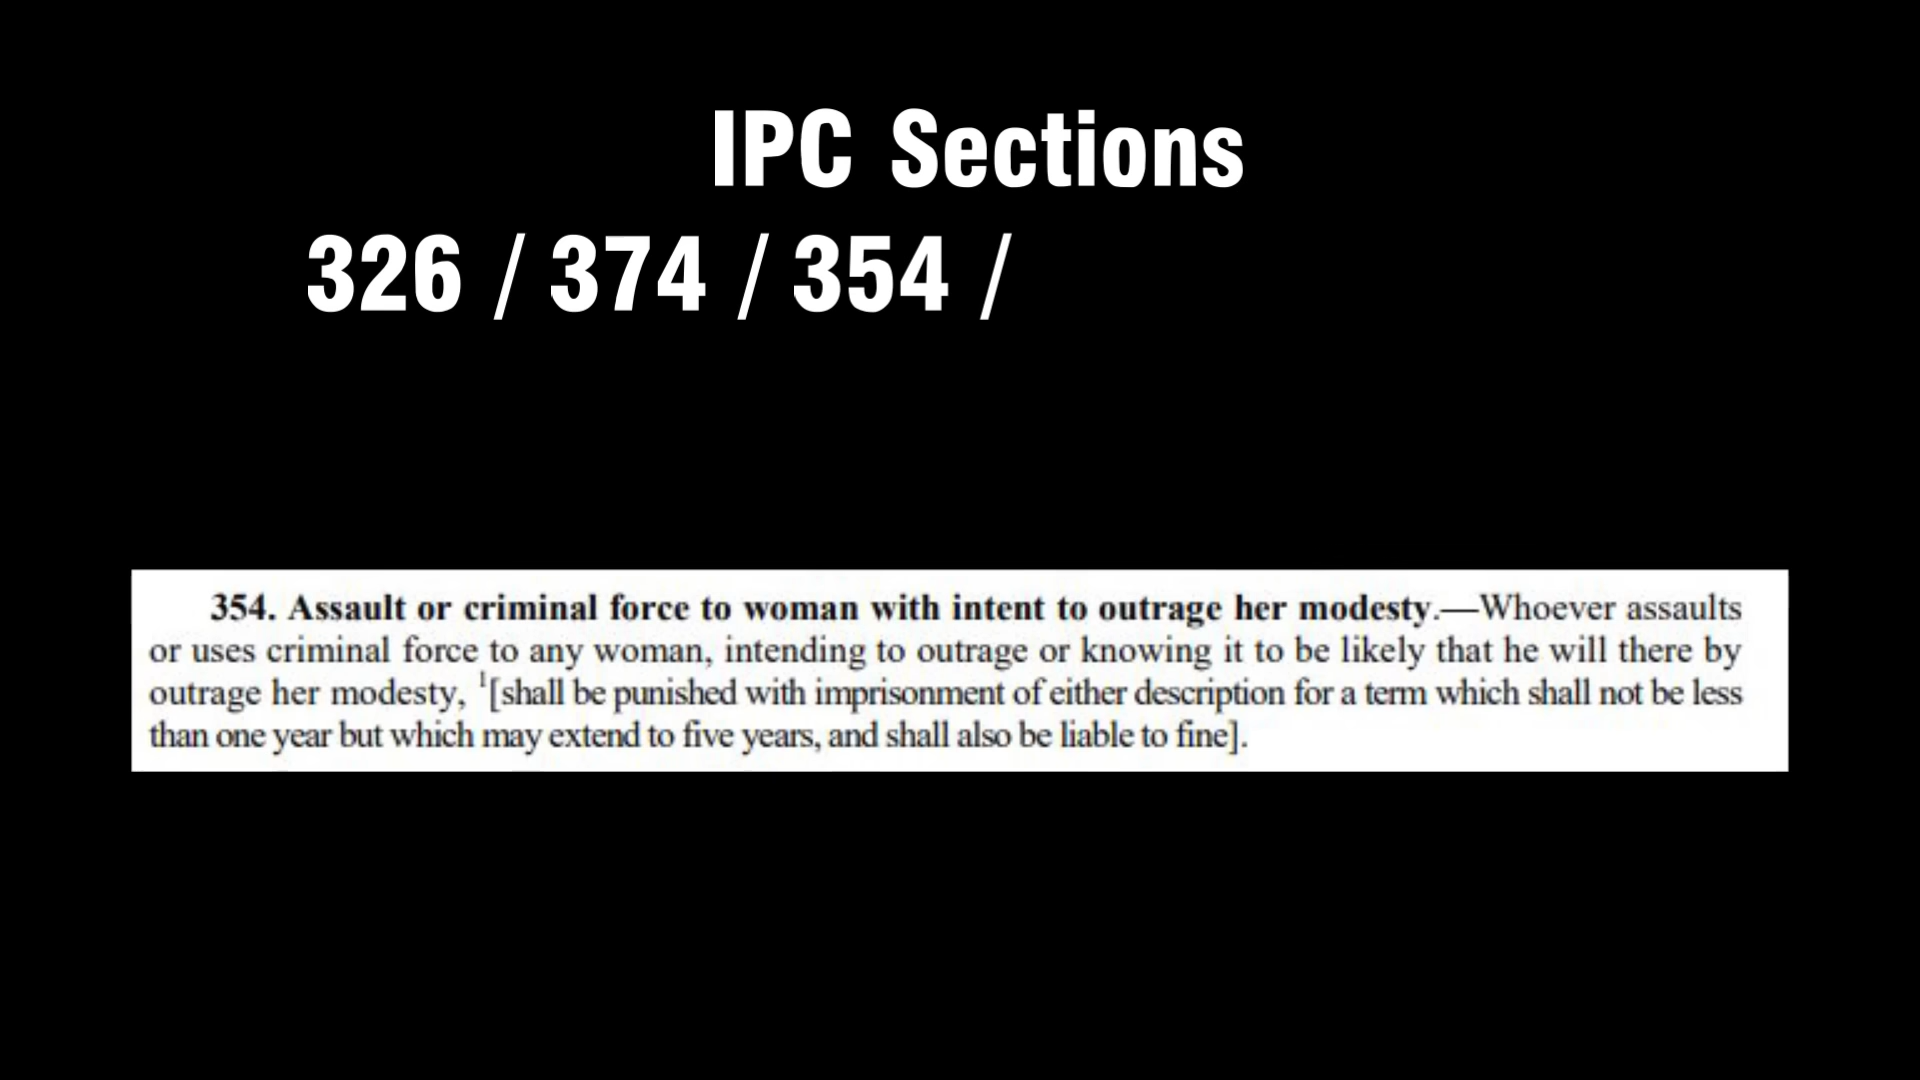 IPC Sections
326 / 374 / 354 /
354. Assault or criminal force to woman with intent to outrage her modesty.—Whoever assaults
or uses criminal force to any woman, intending to outrage or knowing it to be likely that he will there by
outrage her modesty, ¹[shall be punished with imprisonment of either description for a term which shall not be less
than one year but which may extend to five years, and shall also be liable to fine].